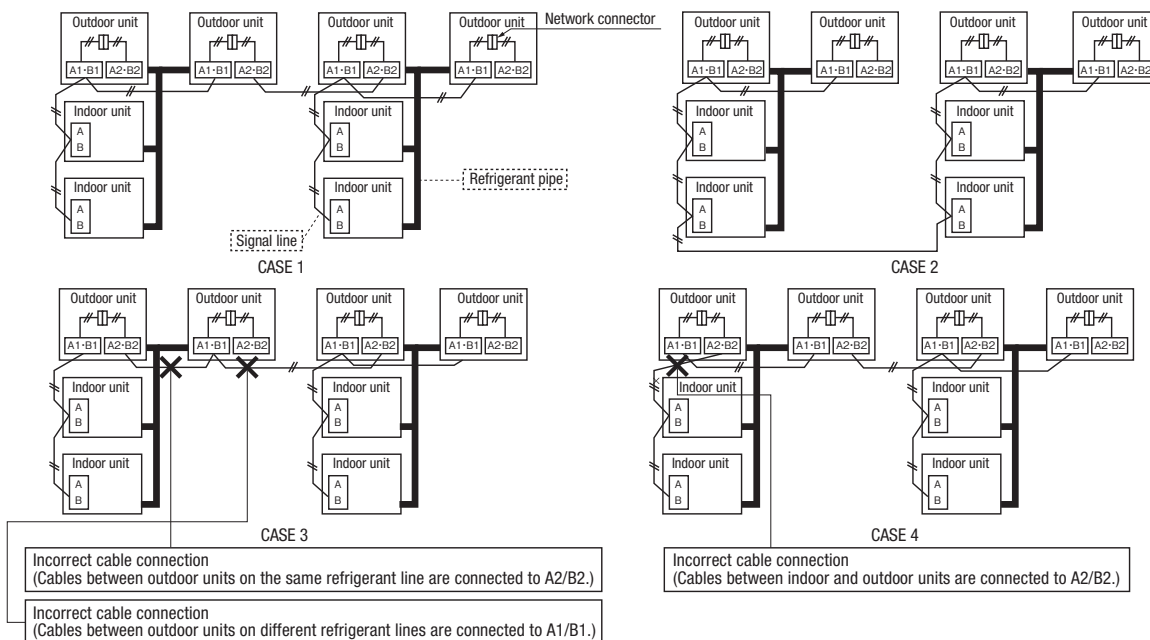 Outdoor unit Outdoor unit Outdoor unit Outdoor unit Network connector
A1·B1 A2·B2 A1·B1 A2·B2 A1·B1 A2·B2 A1·B1 A2·B2
Indoor unit Indoor unit
A A
B B
Indoor unit Indoor unit
A A
B B
Refrigerant pipe
Signal line
CASE 1
Outdoor unit Outdoor unit Outdoor unit Outdoor unit
A1·B1 A2·B2 A1·B1 A2·B2 A1·B1 A2·B2 A1·B1 A2·B2
Indoor unit Indoor unit
A A
B B
Indoor unit Indoor unit
A A
B B
CASE 2
Outdoor unit Outdoor unit Outdoor unit Outdoor unit
A1·B1 A2·B2 A1·B1 A2·B2 A1·B1 A2·B2 A1·B1 A2·B2
Indoor unit Indoor unit
A A
B B
Indoor unit Indoor unit
A A
B B
CASE 3
Incorrect cable connection
(Cables between outdoor units on the same refrigerant line are connected to A2/B2.)
Incorrect cable connection
(Cables between outdoor units on different refrigerant lines are connected to A1/B1.)
Outdoor unit Outdoor unit Outdoor unit Outdoor unit
A1·B1 A2·B2 A1·B1 A2·B2 A1·B1 A2·B2 A1·B1 A2·B2
Indoor unit Indoor unit
A A
B B
Indoor unit Indoor unit
A A
B B
CASE 4
Incorrect cable connection
(Cables between indoor and outdoor units are connected to A2/B2.)